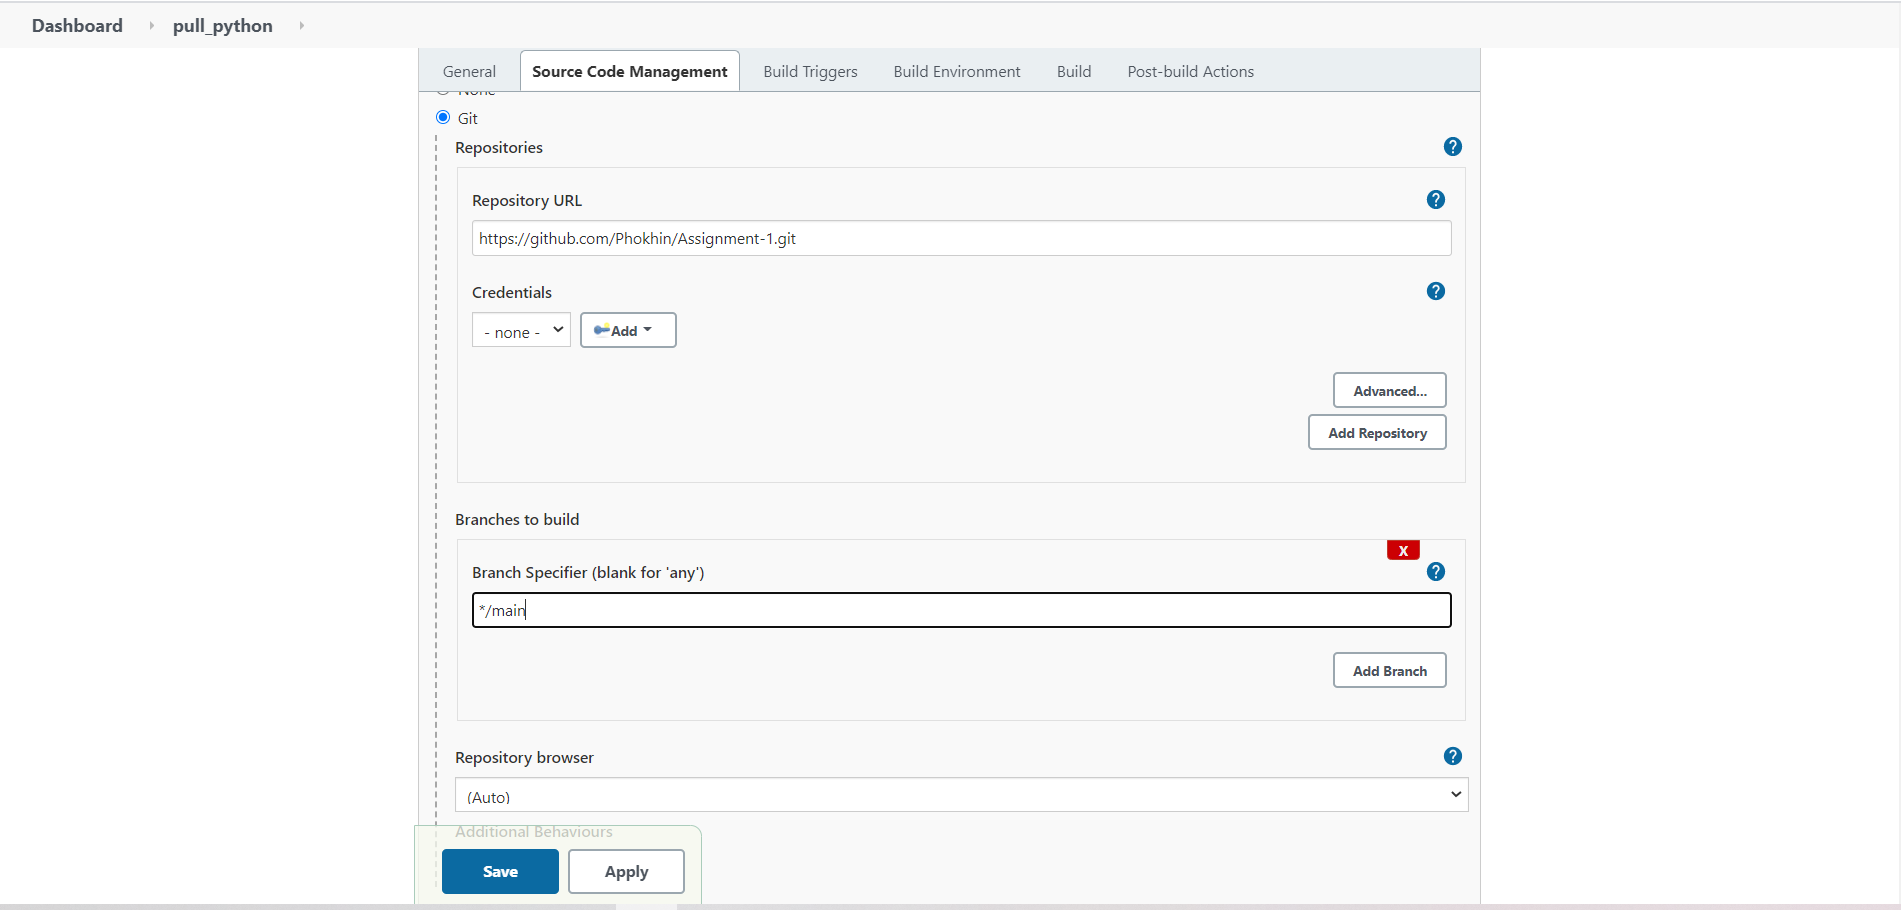 Dashboard pull_python
General Source Code Management Build Triggers Build Environment Build Post-build Actions
None
Git
Repositories ?
Repository URL ?
https://github.com/Phokhin/Assignment-1.git
Credentials ?
- none - Add
Advanced...
Add Repository
Branches to build
X
Branch Specifier (blank for 'any') ?
*/main
Add Branch
Repository browser ?
(Auto)
Additional Behaviours
Save Apply